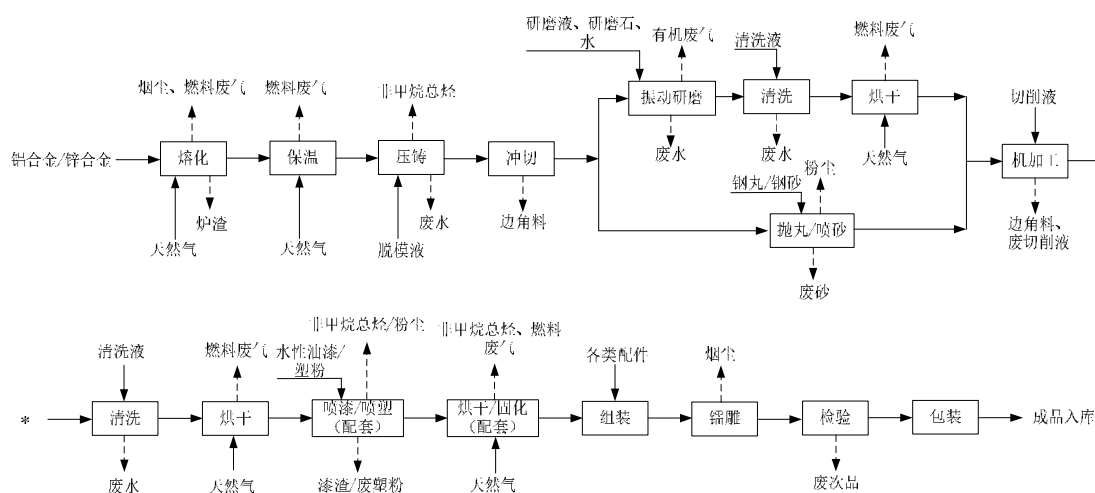 研磨液、研磨石、
水
有机废气
清洗液
燃料废气
烟尘、燃料废气
燃料废气
非甲烷总烃
振动研磨
清洗
烘干
切削液
铝合金/锌合金
熔化
保温
压铸
冲切
机加工
废水
废水
天然气
钢丸/钢砂
粉尘
炉渣
废水
边角料
抛丸/喷砂
边角料、
废切削液
天然气
天然气
脱模液
废砂
清洗液
燃料废气
水性油漆/
塑粉
非甲烷总烃/粉尘
非甲烷总烃、燃料
废气
各类配件
烟尘
*
清洗
烘干
喷漆/喷塑
（配套）
烘干/固化
（配套）
组装
镭雕
检验
包装
成品入库
废水
天然气
漆渣/废塑粉
天然气
废次品